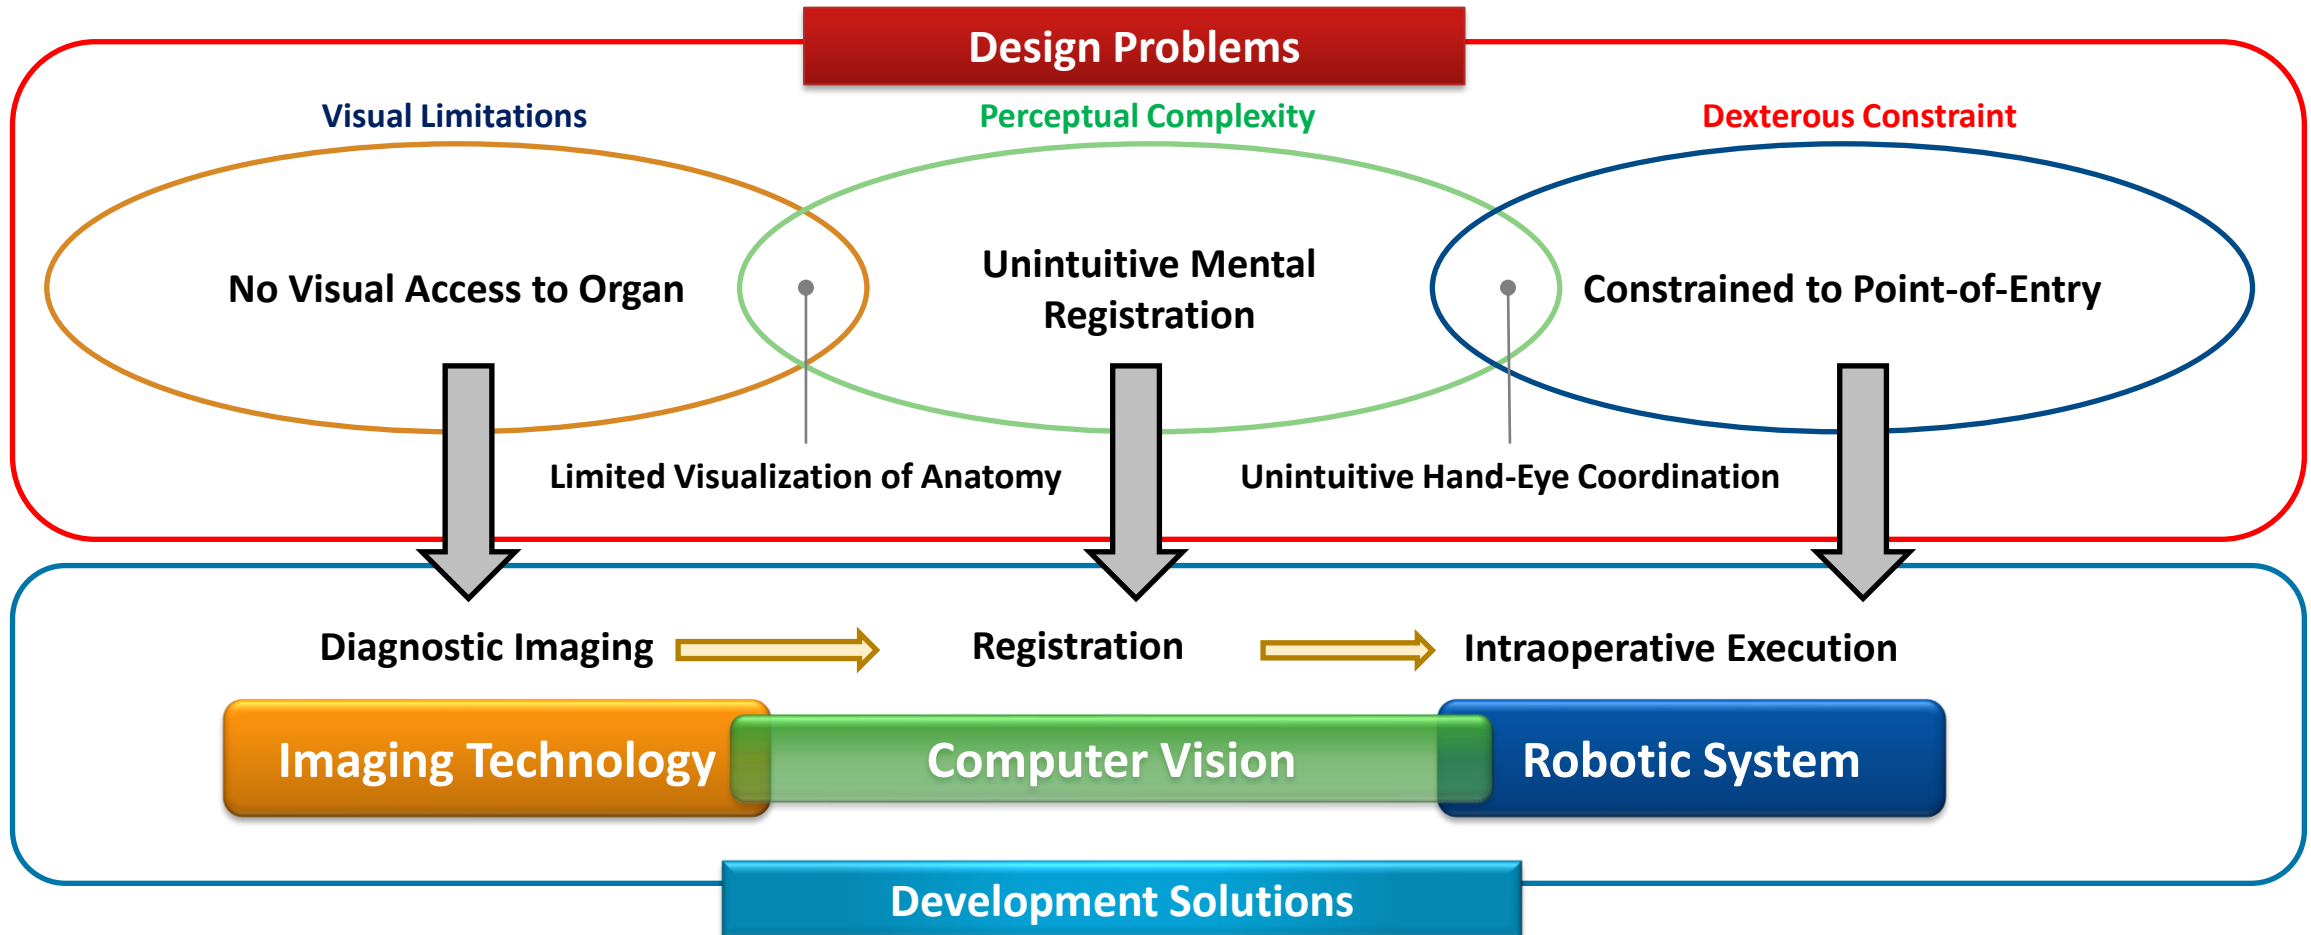 Design Problems
Visual Limitations
Perceptual Complexity
Dexterous Constraint
No Visual Access to Organ
Unintuitive Mental
Registration
Constrained to Point-of-Entry
Limited Visualization of Anatomy
Unintuitive Hand-Eye Coordination
Diagnostic Imaging
Registration
Intraoperative Execution
Imaging Technology
Computer Vision
Robotic System
Development Solutions